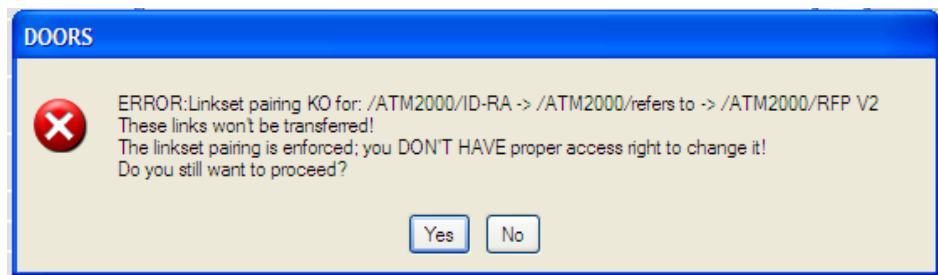 DOORS
ERROR:Linkset pairing KO for: /ATM2000/ID-RA -> /ATM2000/refers to -> /ATM2000/RFP V2
These links won't be transferred!
The linkset pairing is enforced; you DON'T HAVE proper access right to change it!
Do you still want to proceed?
Yes No